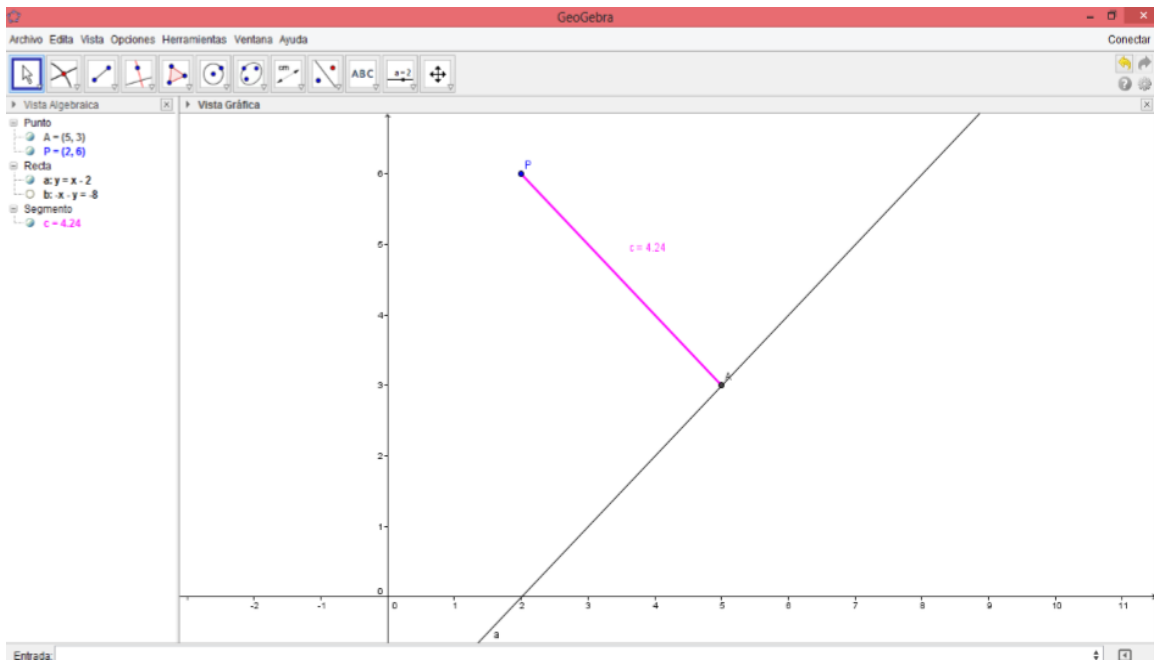 GeoGebra
Archivo Edita Vista Opciones Herramientas Ventana Ayuda
Conectar
cm
ABC
a=2
Vista Algebraica
Vista Gráfica
Punto
A = (5, 3)
P = (2, 6)
Recta
a: y = x - 2
b: -x - y = -8
Segmento
c = 4.24
P
6
5
c = 4.24
4
A
3
2
1
0
-2 -1 0 1 2 3 4 5 6 7 8 9 10 11
a
Entrada: